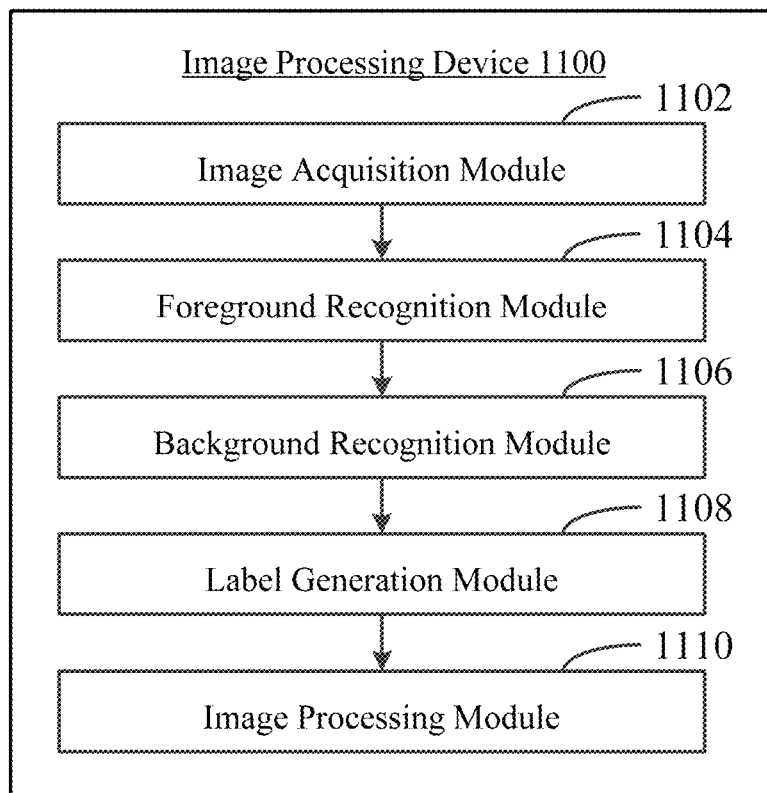 Image Processing Device 1100
1102
Image Acquisition Module
1104
Foreground Recognition Module
1106
Background Recognition Module
1108
Label Generation Module
1110
Image Processing Module